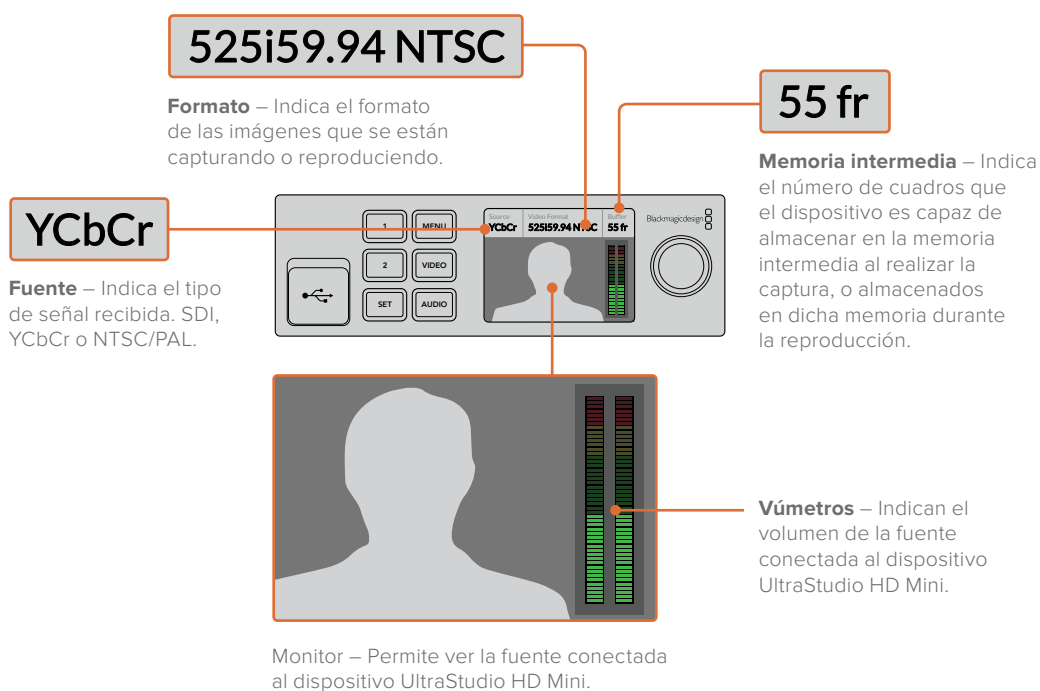 525i59.94 NTSC
Formato – Indica el formato
de las imágenes que se están
capturando o reproduciendo.
55 fr
Memoria intermedia – Indica
el número de cuadros que
el dispositivo es capaz de
almacenar en la memoria
intermedia al realizar la
captura, o almacenados
en dicha memoria durante
la reproducción.
YCbCr
Fuente – Indica el tipo
de señal recibida. SDI,
YCbCr o NTSC/PAL.
1 MENU
2 VIDEO
SET AUDIO
Source Video Format Buffer
YCbCr 525i59.94 NTSC 55 fr
Blackmagicdesign
Vúmetros – Indican el
volumen de la fuente
conectada al dispositivo
UltraStudio HD Mini.
Monitor – Permite ver la fuente conectada
al dispositivo UltraStudio HD Mini.